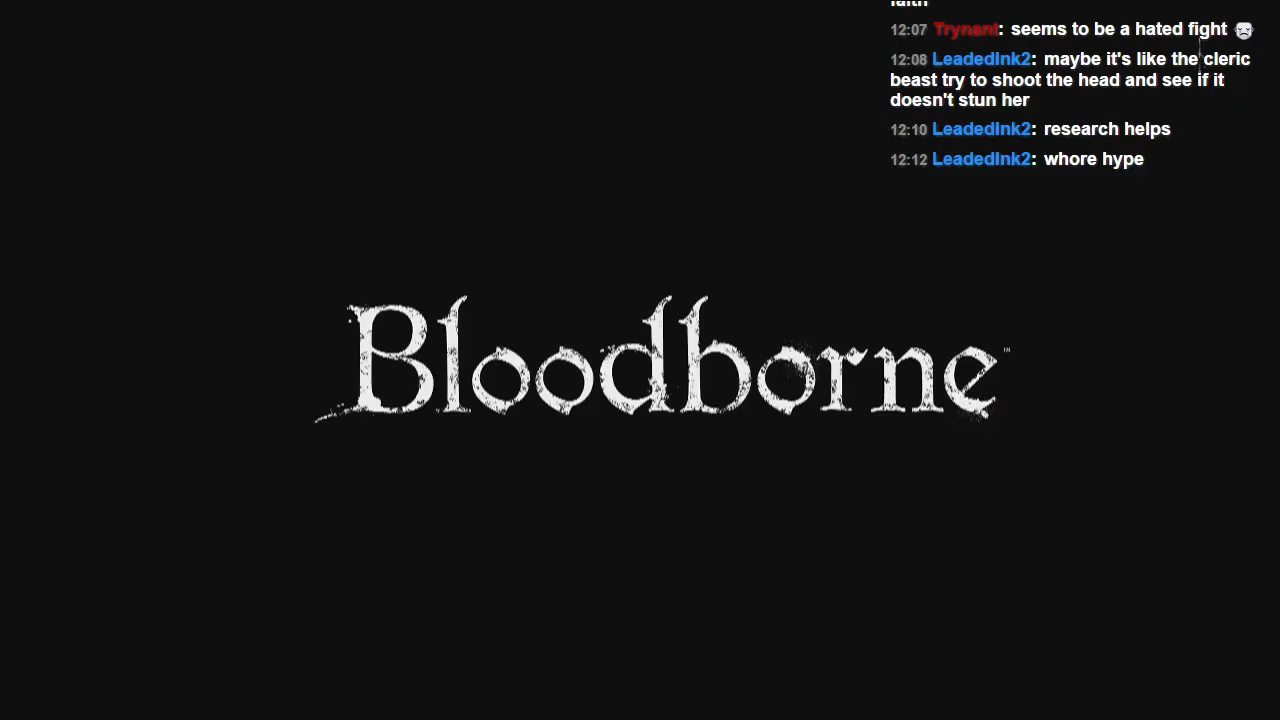 faith
12:07 Trynant: seems to be a hated fight
12:08 LeadedInk2: maybe it's like the cleric
beast try to shoot the head and see if it
doesn't stun her
12:10 LeadedInk2: research helps
12:12 LeadedInk2: whore hype
Bloodborne™